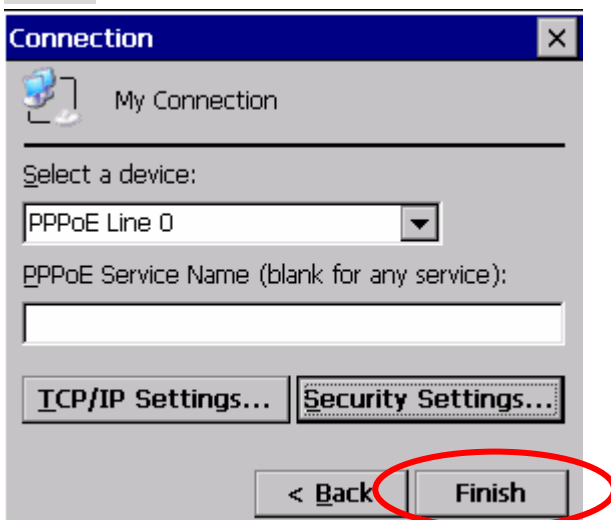 Connection
My Connection
Select a device:
PPPoE Line 0
PPPoE Service Name (blank for any service):
TCP/IP Settings... Security Settings...
< Back Finish